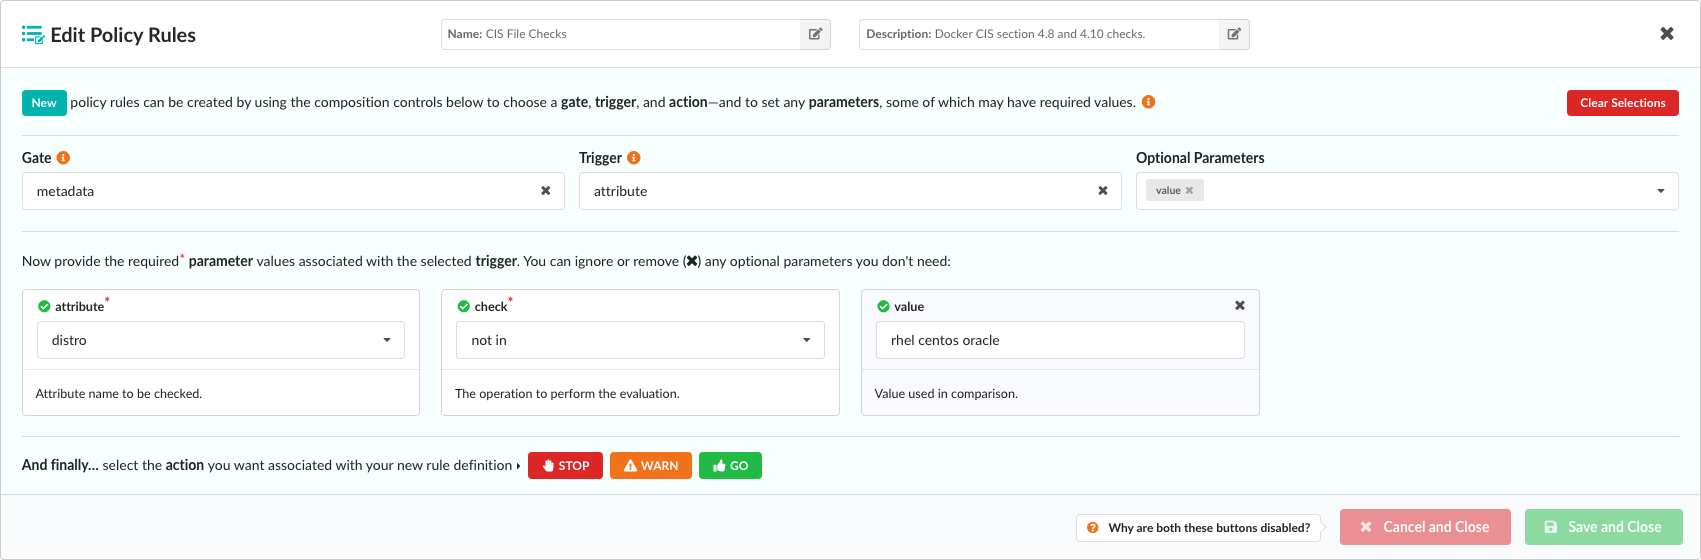 Edit Policy Rules
Name: CIS File Checks
Description: Docker CIS section 4.8 and 4.10 checks.
New policy rules can be created by using the composition controls below to choose a gate, trigger, and action—and to set any parameters, some of which may have required values.
Clear Selections
Gate
Trigger
Optional Parameters
metadata
attribute
value
Now provide the required* parameter values associated with the selected trigger. You can ignore or remove (✖) any optional parameters you don't need:
attribute*
check*
value
distro
not in
rhel centos oracle
Attribute name to be checked.
The operation to perform the evaluation.
Value used in comparison.
And finally... select the action you want associated with your new rule definition
STOP
WARN
GO
Why are both these buttons disabled?
Cancel and Close
Save and Close